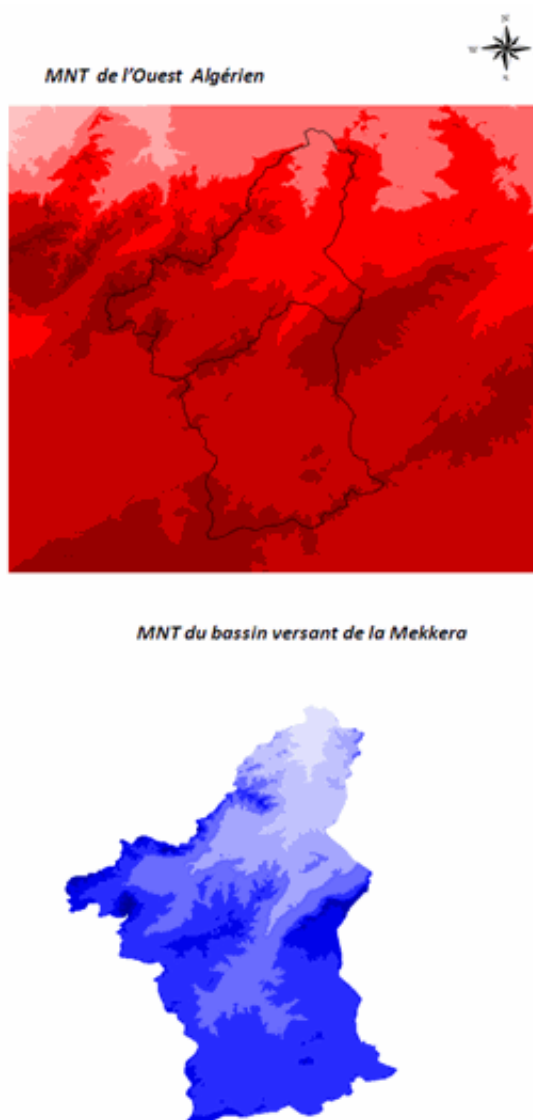 N
W E
S
MNT de l'Ouest Algérien
MNT du bassin versant de la Mekkera